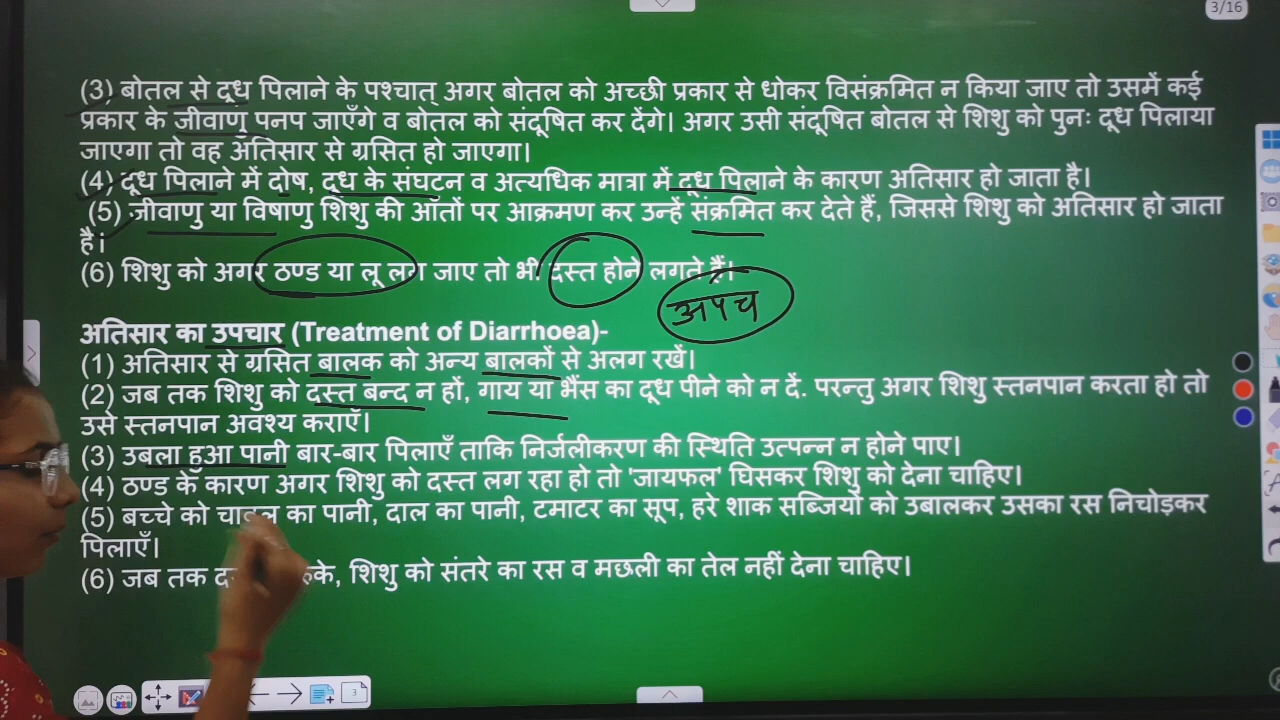 3/16
(3) बोतल से दूध पिलाने के पश्चात् अगर बोतल को अच्छी प्रकार से धोकर विसंक्रमित न किया जाए तो उसमें कई
प्रकार के जीवाणु पनप जाएँगे व बोतल को संदूषित कर देंगे। अगर उसी संदूषित बोतल से शिशु को पुनः दूध पिलाया
जाएगा तो वह अतिसार से ग्रसित हो जाएगा।
(4) दूध पिलाने में दोष, दूध के संघटन व अत्यधिक मात्रा में दूध पिलाने के कारण अतिसार हो जाता है।
(5) जीवाणु या विषाणु शिशु की आँतों पर आक्रमण कर उन्हें संक्रमित कर देते हैं, जिससे शिशु को अतिसार हो जाता
है।
(6) शिशु को अगर ठण्ड या लू लग जाए तो भी दस्त होने लगते हैं।
अपच
अतिसार का उपचार (Treatment of Diarrhoea)-
(1) अतिसार से ग्रसित बालक को अन्य बालकों से अलग रखें।
(2) जब तक शिशु को दस्त बन्द न हों, गाय या भैंस का दूध पीने को न दें. परन्तु अगर शिशु स्तनपान करता हो तो
उसे स्तनपान अवश्य कराएँ।
(3) उबला हुआ पानी बार-बार पिलाएँ ताकि निर्जलीकरण की स्थिति उत्पन्न न होने पाए।
(4) ठण्ड के कारण अगर शिशु को दस्त लग रहा हो तो 'जायफल' घिसकर शिशु को देना चाहिए।
(5) बच्चे को चावल का पानी, दाल का पानी, टमाटर का सूप, हरे शाक सब्जियों को उबालकर उसका रस निचोड़कर
पिलाएँ।
(6) जब तक शिशु को संतरे का रस व मछली का तेल नहीं देना चाहिए।
3